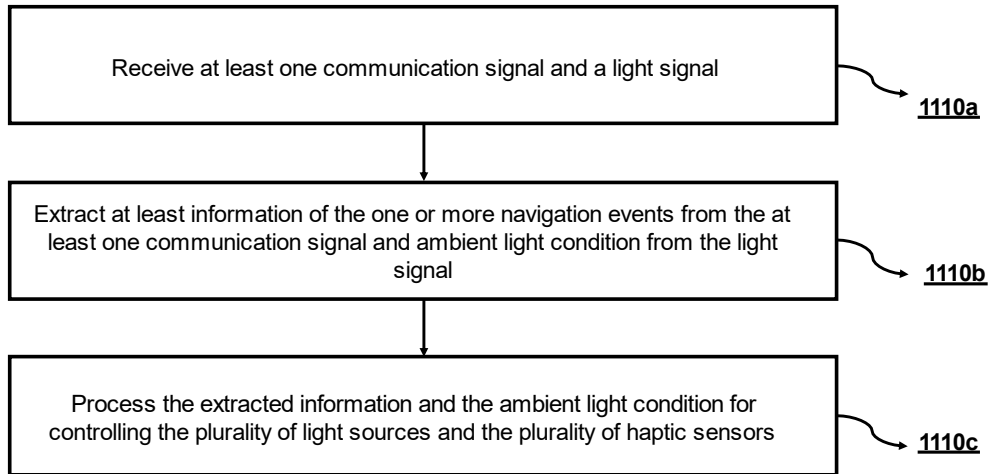 Receive at least one communication signal and a light signal
1110a
Extract at least information of the one or more navigation events from the at
least one communication signal and ambient light condition from the light
signal
1110b
Process the extracted information and the ambient light condition for
controlling the plurality of light sources and the plurality of haptic sensors
1110c